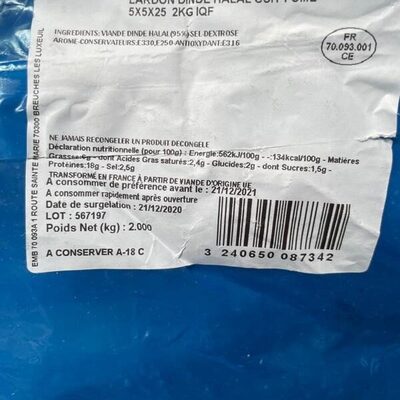 LARDON DINDE HALAL CUIT FUME
5X5X25 2KG IQF
INGREDIENTS: VIANDE DINDE HALAL(95%)SEL-DEXTROSE
AROME-CONSERVATEURS:E330,E250 ANTIOXYDANT:E316
FR
70.093.001
CE
NE JAMAIS RECONGELER UN PRODUIT DECONGELE
Déclaration nutritionnelle (pour 100g) : Energie:562kJ/100g - -:134kcal/100g - Matières
Grasses:6g - dont Acides Gras saturés:2,4g - Glucides:2g - dont Sucres:1,5g -
Protéines:18g - Sel:2,5g
TRANSFORMÉ EN FRANCE À PARTIR DE VIANDE D'ORIGINE UE
A consommer de préférence avant le : 21/12/2021
A consommer rapidement après ouverture
Date de surgelation : 21/12/2020
LOT : 567197
Poids Net (kg) : 2.000
A CONSERVER A-18 C
3 240650 087342
EMB 70 093A 1 ROUTE SAINTE MARIE 70300 BREUCHES LES LUXEUIL